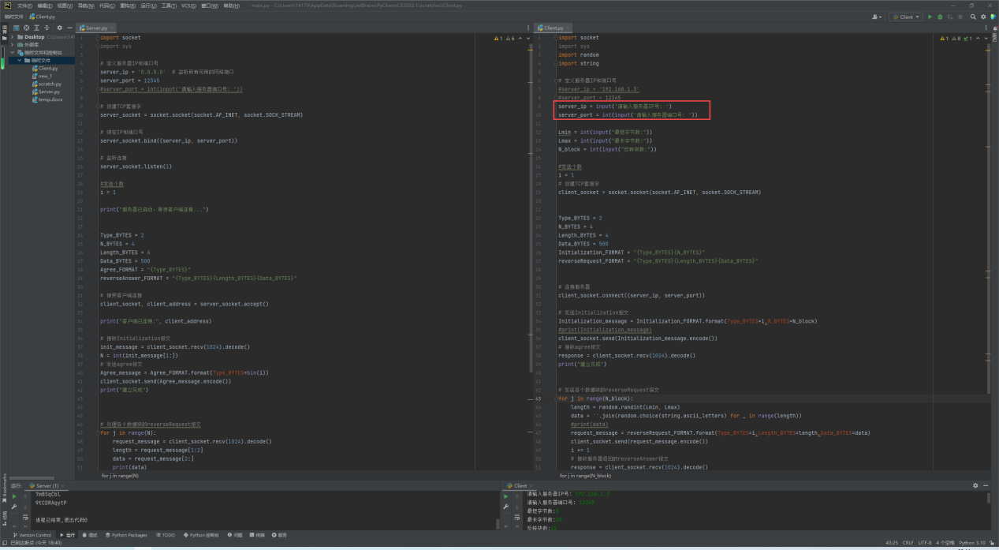 文件(F) 编辑(E) 视图(V) 导航(N) 代码(C) 重构(R) 运行(U) 工具(T) VCS(S) 窗口(W) 帮助(H) main.py - C:\Users\14179\AppData\Roaming\JetBrains\PyCharmCE2022.1\scratches\Client.py
临时文件 Client.py
Client
Desktop C:\Users\141
外部库
临时文件和控制台
临时文件
Client.py
new_1
scratch.py
Server.py
temp.docx
Server.py
import socket
import sys
# 定义服务器IP和端口号
server_ip = '0.0.0.0' # 监听所有可用的网络接口
server_port = 12345
#server_port = int(input('请输入服务器端口号: '))
# 创建TCP套接字
server_socket = socket.socket(socket.AF_INET, socket.SOCK_STREAM)
# 绑定IP和端口号
server_socket.bind((server_ip, server_port))
# 监听连接
server_socket.listen(1)
#发送个数
i = 1
print("服务器已启动，等待客户端连接...")
Type_BYTES = 2
N_BYTES = 4
Length_BYTES = 4
Data_BYTES = 500
Agree_FORMAT = "{Type_BYTES}"
reverseAnswer_FORMAT = "{Type_BYTES}{Length_BYTES}{Data_BYTES}"
# 接受客户端连接
client_socket, client_address = server_socket.accept()
print("客户端已连接:", client_address)
# 接收Initialization报文
init_message = client_socket.recv(1024).decode()
N = int(init_message[1:])
# 发送agree报文
Agree_message = Agree_FORMAT.format(Type_BYTES=bin(i))
client_socket.send(Agree_message.encode())
print("建立完成")
# 处理各个数据块的reverseRequest报文
for j in range(N):
request_message = client_socket.recv(1024).decode()
length = request_message[1:2]
data = request_message[2:]
print(data)
for j in range(N)
Client.py
import socket
import sys
import random
import string
# 定义服务器IP和端口号
#server_ip = '192.168.1.3'
#server_port = 12345
server_ip = input('请输入服务器IP号: ')
server_port = int(input('请输入服务器端口号: '))
Lmin = int(input("最短字节数:"))
Lmax = int(input("最长字节数:"))
N_block = int(input("反转块数:"))
#发送个数
i = 1
# 创建TCP套接字
client_socket = socket.socket(socket.AF_INET, socket.SOCK_STREAM)
Type_BYTES = 2
N_BYTES = 4
Length_BYTES = 4
Data_BYTES = 500
Initialization_FORMAT = "{Type_BYTES}{N_BYTES}"
reverseRequest_FORMAT = "{Type_BYTES}{Length_BYTES}{Data_BYTES}"
# 连接服务器
client_socket.connect((server_ip, server_port))
# 发送Initialization报文
Initialization_message = Initialization_FORMAT.format(Type_BYTES=i,N_BYTES=N_block)
#print(Initialization_message)
client_socket.send(Initialization_message.encode())
# 接收agree报文
response = client_socket.recv(1024).decode()
print("建立完成")
# 发送各个数据块的reverseRequest报文
for j in range(N_block):
length = random.randint(Lmin, Lmax)
data = ''.join(random.choice(string.ascii_letters) for _ in range(length))
#print(data)
request_message = reverseRequest_FORMAT.format(Type_BYTES=i,Length_BYTES=length,Data_BYTES=data)
client_socket.send(request_message.encode())
i += 1
# 接收服务器返回的reverseAnswer报文
response = client_socket.recv(1024).decode()
for j in range(N_block)
运行: Server (1)
7mBSqCbl
9tCDRAqytP
进程已结束,退出代码0
Client
请输入服务器IP号: 192.168.1.3
请输入服务器端口号: 12345
最短字节数:
最长字节数:
反转块数:
Version Control 运行 调试 Python Packages TODO Python 控制台 问题 终端 服务
已到达断点 (今天 18:40) 43:25 CRLF UTF-8 4 个空格 Python 3.10